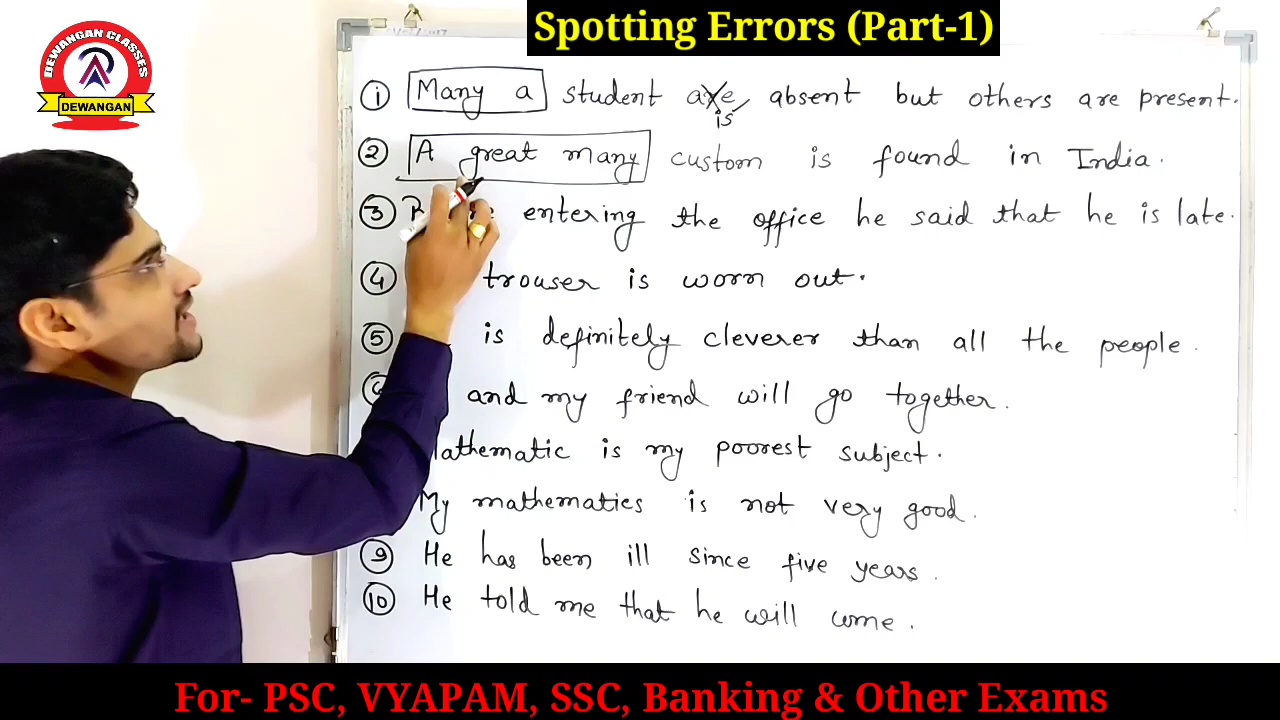 Spotting Errors (Part-1)
DEWANGAN CLASSES
DEWANGAN
① Many a student are absent but others are present.
is
② A great many custom is found in India.
③ entering the office he said that he is late.
④ trouser is worn out.
⑤ is definitely cleverer than all the people.
and my friend will go together.
Mathematic is my poorest subject.
My mathematics is not very good.
⑨ He has been ill since five years.
⑩ He told me that he will come.
For- PSC, VYAPAM, SSC, Banking & Other Exams